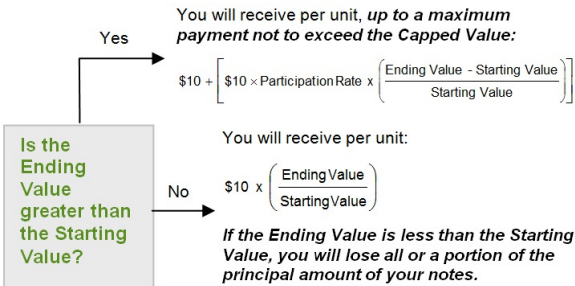 You will receive per unit, up to a maximum
payment not to exceed the Capped Value:
Yes
$10 + [ $10 × Participation Rate x ( Ending Value - Starting Value / Starting Value ) ]
Is the
Ending
Value
greater than
the Starting
Value?
No
You will receive per unit:
$10 x ( Ending Value / Starting Value )
If the Ending Value is less than the Starting
Value, you will lose all or a portion of the
principal amount of your notes.